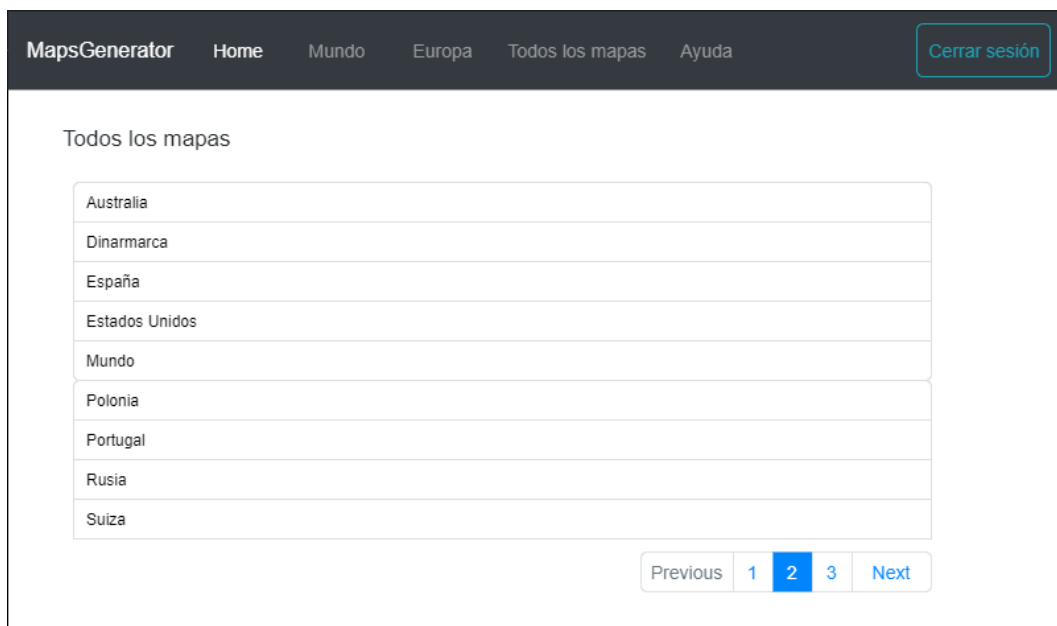 MapsGenerator Home Mundo Europa Todos los mapas Ayuda Cerrar sesión
Todos los mapas
Australia
Dinarmarca
España
Estados Unidos
Mundo
Polonia
Portugal
Rusia
Suiza
Previous 1 2 3 Next